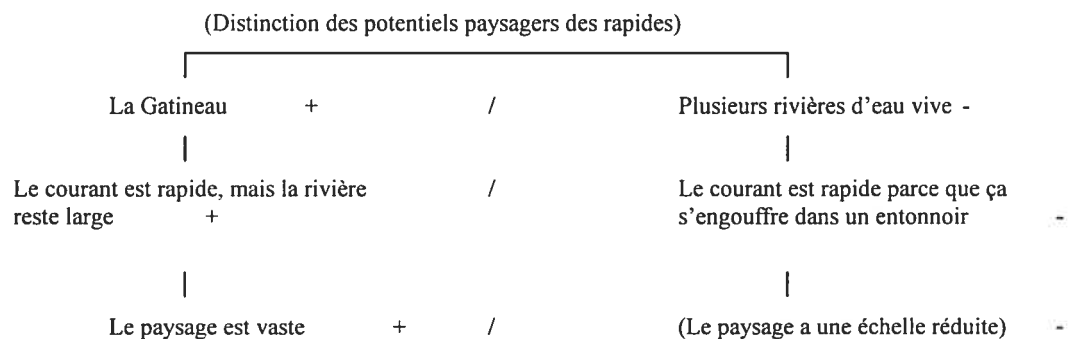 (Distinction des potentiels paysagers des rapides)
La Gatineau + / Plusieurs rivières d'eau vive -
Le courant est rapide, mais la rivière / Le courant est rapide parce que ça
reste large + s'engouffre dans un entonnoir -
Le paysage est vaste + / (Le paysage a une échelle réduite) -